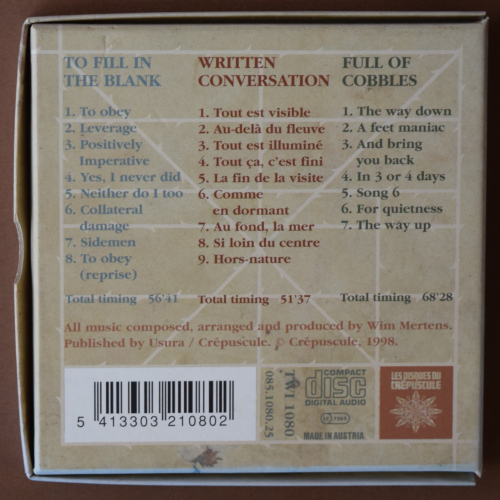 TO FILL IN
THE BLANK
1. To obey
2. Leverage
3. Positively
Imperative
4. Yes, I never did
5. Neither do I too
6. Collateral
damage
7. Sidemen
8. To obey
(reprise)
Total timing 56'41
WRITTEN
CONVERSATION
1. Tout est visible
2. Au-delà du fleuve
3. Tout est illuminé
4. Tout ça, c'est fini
5. La fin de la visite
6. Comme
en dormant
7. Au fond, la mer
8. Si loin du centre
9. Hors-nature
Total timing 51'37
FULL OF
COBBLES
1. The way down
2. A feet maniac
3. And bring
you back
4. In 3 or 4 days
5. Song 6
6. For quietness
7. The way up
Total timing 68'28
All music composed, arranged and produced by Wim Mertens.
Published by Usura / Crépuscule. © Crépuscule. 1998.
5 413303 210802
085.1080.25
TWI 1080
COMPACT
disc
DIGITAL AUDIO
MADE IN AUSTRIA
LES DISQUES DU
CRÉPUSCULE